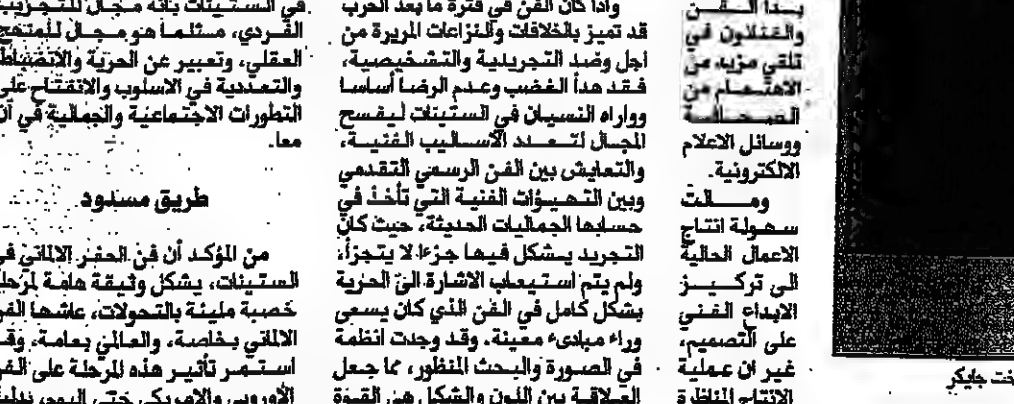 بدأ الفن
والفنانون في
تلقي مزيد من
الاهتمام من
الصحافة
ووسائل الاعلام
الالكترونية.
ومالت
سهولة انتاج
الاعمال الحالية
الى تركيز
الابداع الفني
على التصميم،
غير ان عملية
الانتاج المناظرة
واذا كان الفن في فترة ما بعد الحرب
قد تميز بالخلافات والنزاعات المريرة من
اجل وضد التجريدية والتشخيصية،
فقد هدأ الغضب وعدم الرضا أساسا
وواراه النسيان في الستينات ليفسح
المجال لتعدد الاساليب الفنية،
والتعايش بين الفن الرسمي التقدمي
وبين التهيؤات الفنية التي تأخذ في
حسابها الجماليات الحديثة، حيث كان
التجريد يشكل فيها جزءا لا يتجزأ،
ولم يتم استيعاب الاشارة الى الحرية
بشكل كامل في الفن الذي كان يسعى
وراء مبادىء معينة. وقد وجدت انظمة
في الصورة والبحث المنظور، مما جعل
العلاقة بين اللون والشكل هي القوة
في الستينات بأنه مجال للتجريب
الفردي، مثلما هو مجال للمنهج
العقلي، وتعبير عن الحرية والانضباط
والتعددية في الاسلوب والانفتاح على
التطورات الاجتماعية والجمالية في آن
معا.
طريق مسدود
من المؤكد أن فن الحفر الالماني في
الستينات، يشكل وثيقة هامة لمرحلة
خصبة مليئة بالتحولات، عاشها الفن
الالماني بخاصة، والعالمي بعامة، وقد
استمر تأثير هذه المرحلة على الفن
الأوروبي والامريكي حتى اليوم،
خت جايكر